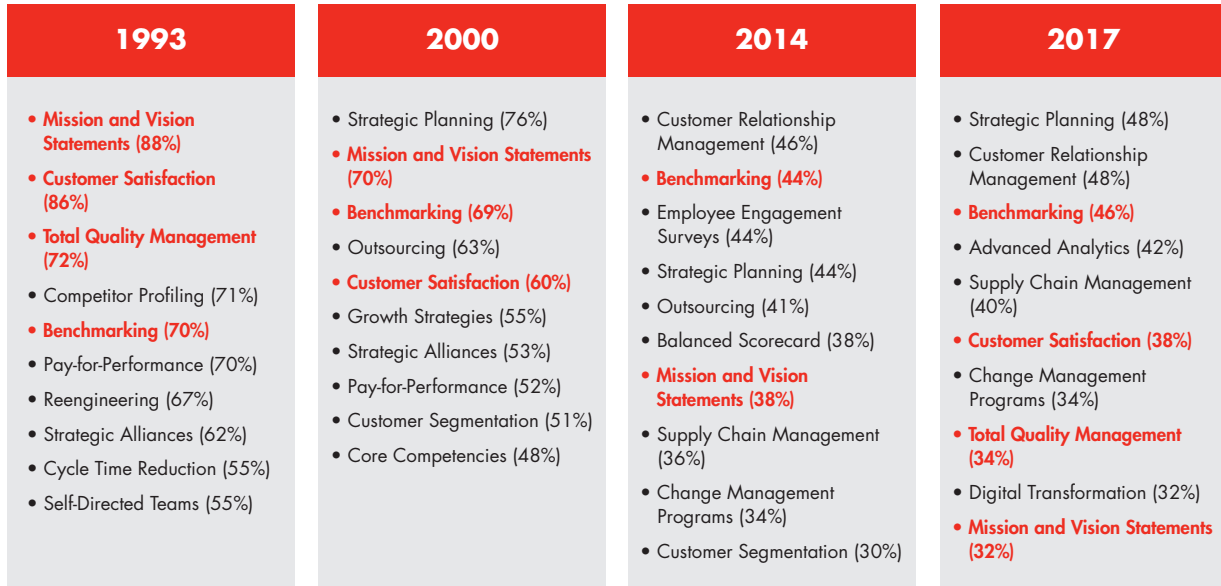 1993
• Mission and Vision
Statements (88%)
• Customer Satisfaction
(86%)
• Total Quality Management
(72%)
• Competitor Profiling (71%)
• Benchmarking (70%)
• Pay-for-Performance (70%)
• Reengineering (67%)
• Strategic Alliances (62%)
• Cycle Time Reduction (55%)
• Self-Directed Teams (55%)
2000
• Strategic Planning (76%)
• Mission and Vision Statements
(70%)
• Benchmarking (69%)
• Outsourcing (63%)
• Customer Satisfaction (60%)
• Growth Strategies (55%)
• Strategic Alliances (53%)
• Pay-for-Performance (52%)
• Customer Segmentation (51%)
• Core Competencies (48%)
2014
• Customer Relationship
Management (46%)
• Benchmarking (44%)
• Employee Engagement
Surveys (44%)
• Strategic Planning (44%)
• Outsourcing (41%)
• Balanced Scorecard (38%)
• Mission and Vision
Statements (38%)
• Supply Chain Management
(36%)
• Change Management
Programs (34%)
• Customer Segmentation (30%)
2017
• Strategic Planning (48%)
• Customer Relationship
Management (48%)
• Benchmarking (46%)
• Advanced Analytics (42%)
• Supply Chain Management
(40%)
• Customer Satisfaction (38%)
• Change Management
Programs (34%)
• Total Quality Management
(34%)
• Digital Transformation (32%)
• Mission and Vision Statements
(32%)